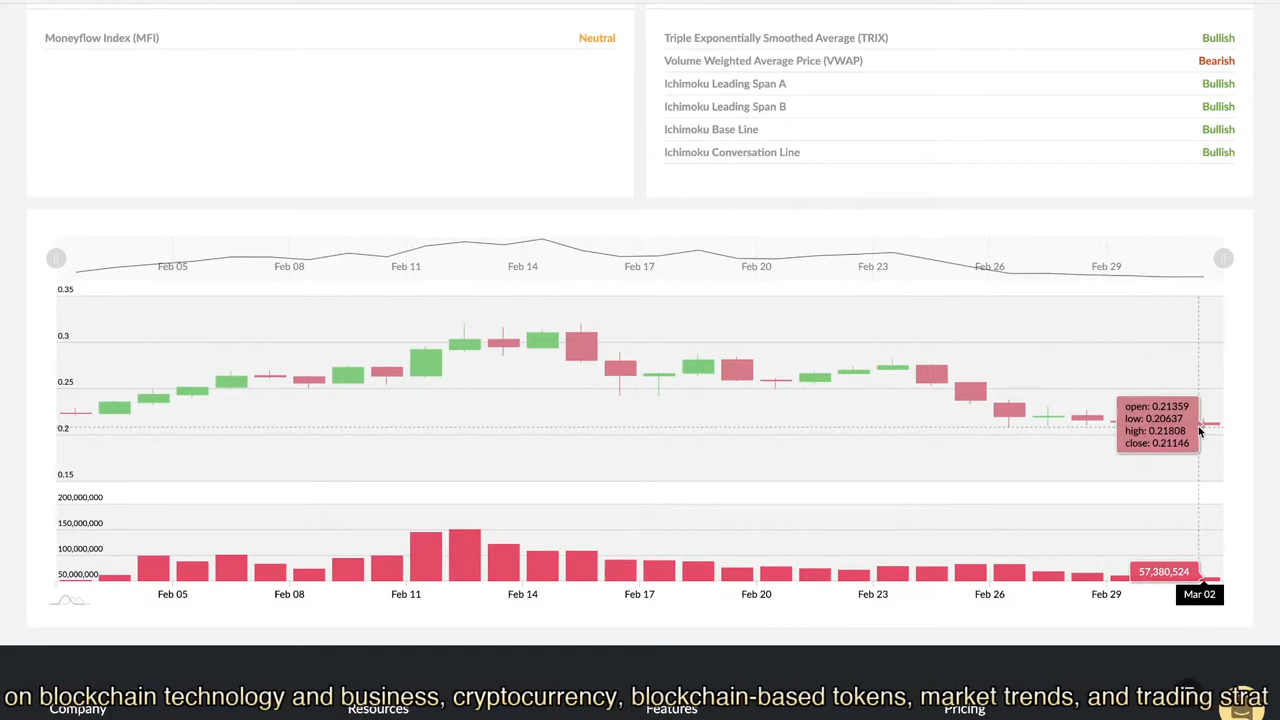 Moneyflow Index (MFI) Neutral
Triple Exponentially Smoothed Average (TRIX) Bullish
Volume Weighted Average Price (VWAP) Bearish
Ichimoku Leading Span A Bullish
Ichimoku Leading Span B Bullish
Ichimoku Base Line Bullish
Ichimoku Conversation Line Bullish
Feb 05 Feb 08 Feb 11 Feb 14 Feb 17 Feb 20 Feb 23 Feb 26 Feb 29
0.35
0.3
0.25
0.2
0.15
open: 0.21359
low: 0.20637
high: 0.21808
close: 0.21146
200,000,000
150,000,000
100,000,000
50,000,000
57,380,524
Feb 05 Feb 08 Feb 11 Feb 14 Feb 17 Feb 20 Feb 23 Feb 26 Feb 29 Mar 02
on blockchain technology and business, cryptocurrency, blockchain-based tokens, market trends, and trading strat
Company Resources Features Pricing